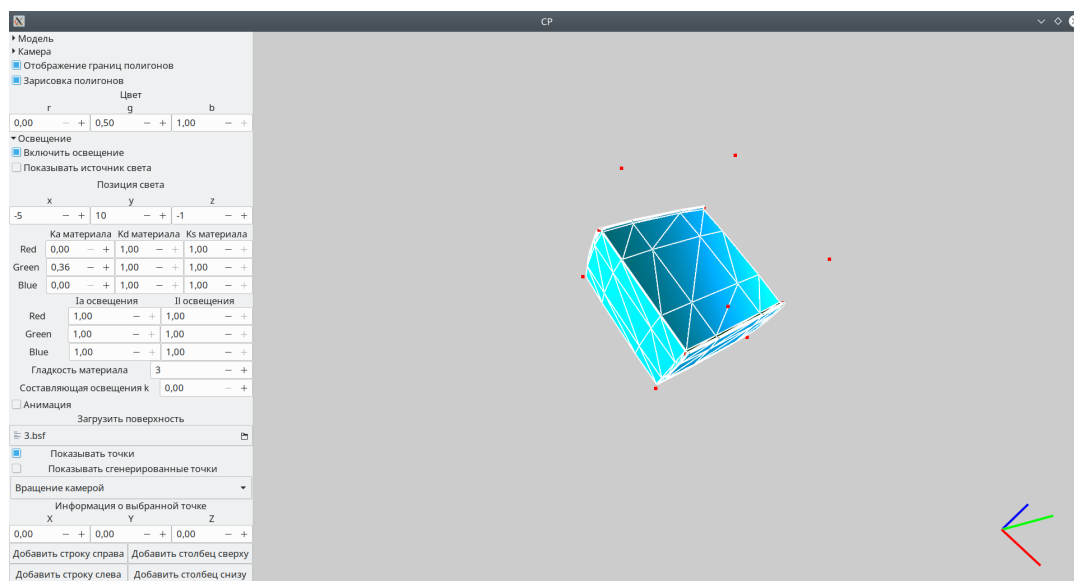 CP
Модель
Камера
Отображение границ полигонов
Зарисовка полигонов
Цвет
r g b
0,00 − + 0,50 − + 1,00 − +
Освещение
Включить освещение
Показывать источник света
Позиция света
x y z
-5 − + 10 − + -1 − +
Ka материала Kd материала Ks материала
Red 0,00 − + 1,00 − + 1,00 − +
Green 0,36 − + 1,00 − + 1,00 − +
Blue 0,00 − + 1,00 − + 1,00 − +
Ia освещения Il освещения
Red 1,00 − + 1,00 − +
Green 1,00 − + 1,00 − +
Blue 1,00 − + 1,00 − +
Гладкость материала 3 − +
Составляющая освещения k 0,00 − +
Анимация
Загрузить поверхность
3.bsf
Показывать точки
Показывать сгенерированные точки
Вращение камерой
Информация о выбранной точке
X Y Z
0,00 − + 0,00 − + 0,00 − +
Добавить строку справа Добавить столбец сверху
Добавить строку слева Добавить столбец снизу